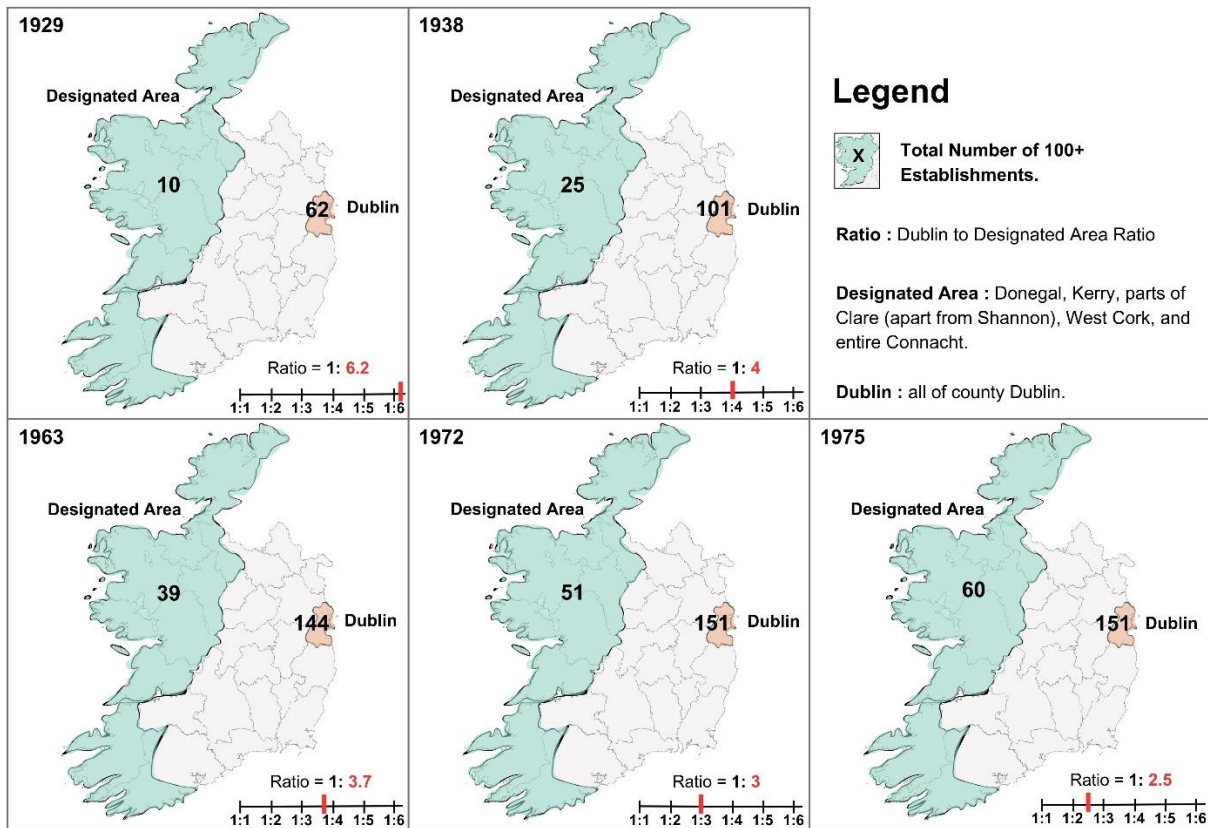 1929
Designated Area
10
62 Dublin
Ratio = 1: 6.2
1:1 1:2 1:3 1:4 1:5 1:6
1938
Designated Area
25
101 Dublin
Ratio = 1: 4
1:1 1:2 1:3 1:4 1:5 1:6
Legend
X
Total Number of 100+
Establishments.
Ratio : Dublin to Designated Area Ratio
Designated Area : Donegal, Kerry, parts of
Clare (apart from Shannon), West Cork, and
entire Connacht.
Dublin : all of county Dublin.
1963
Designated Area
39
144 Dublin
Ratio = 1: 3.7
1:1 1:2 1:3 1:4 1:5 1:6
1972
Designated Area
51
151 Dublin
Ratio = 1: 3
1:1 1:2 1:3 1:4 1:5 1:6
1975
Designated Area
60
151 Dublin
Ratio = 1: 2.5
1:1 1:2 1:3 1:4 1:5 1:6